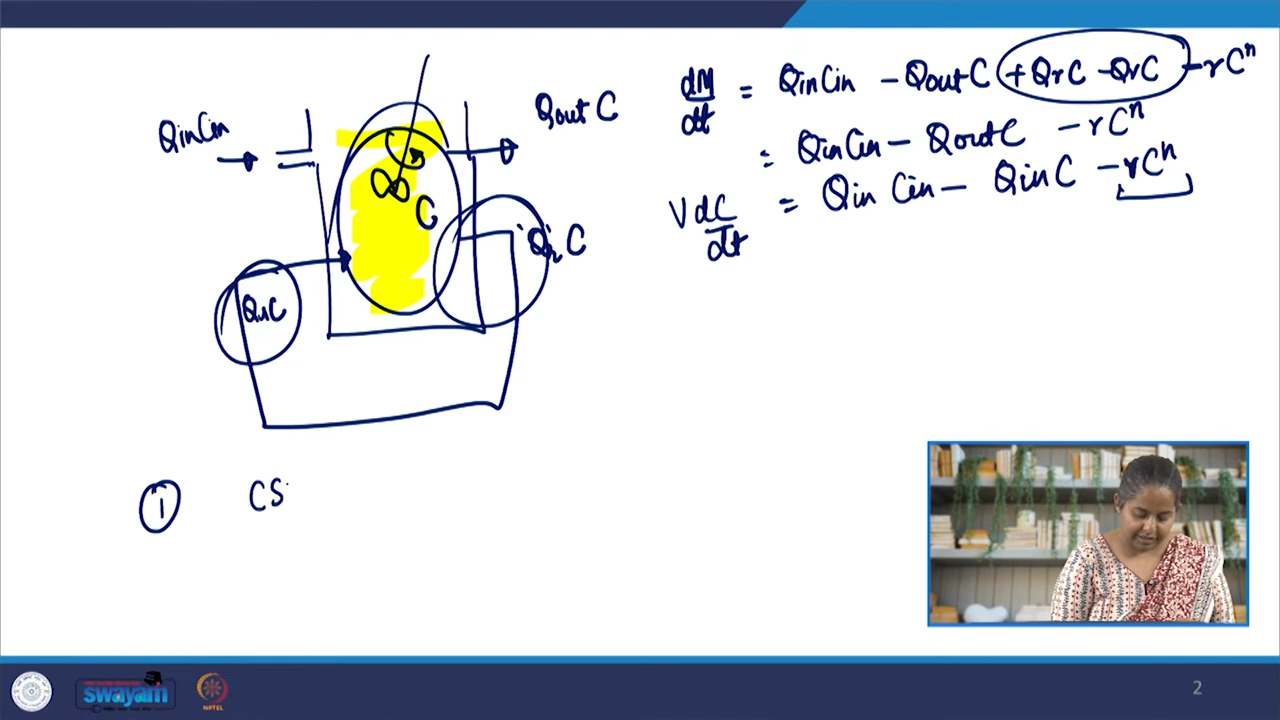 dM/dt = QinCin - QoutC + QrC - QrC - rC^n
= QinCin - QoutC - rC^n
V dC/dt = Qin Cin - QinC - rC^n
QinCin
QoutC
C
QrC
QrC
① CS
swayam
NPTEL
2